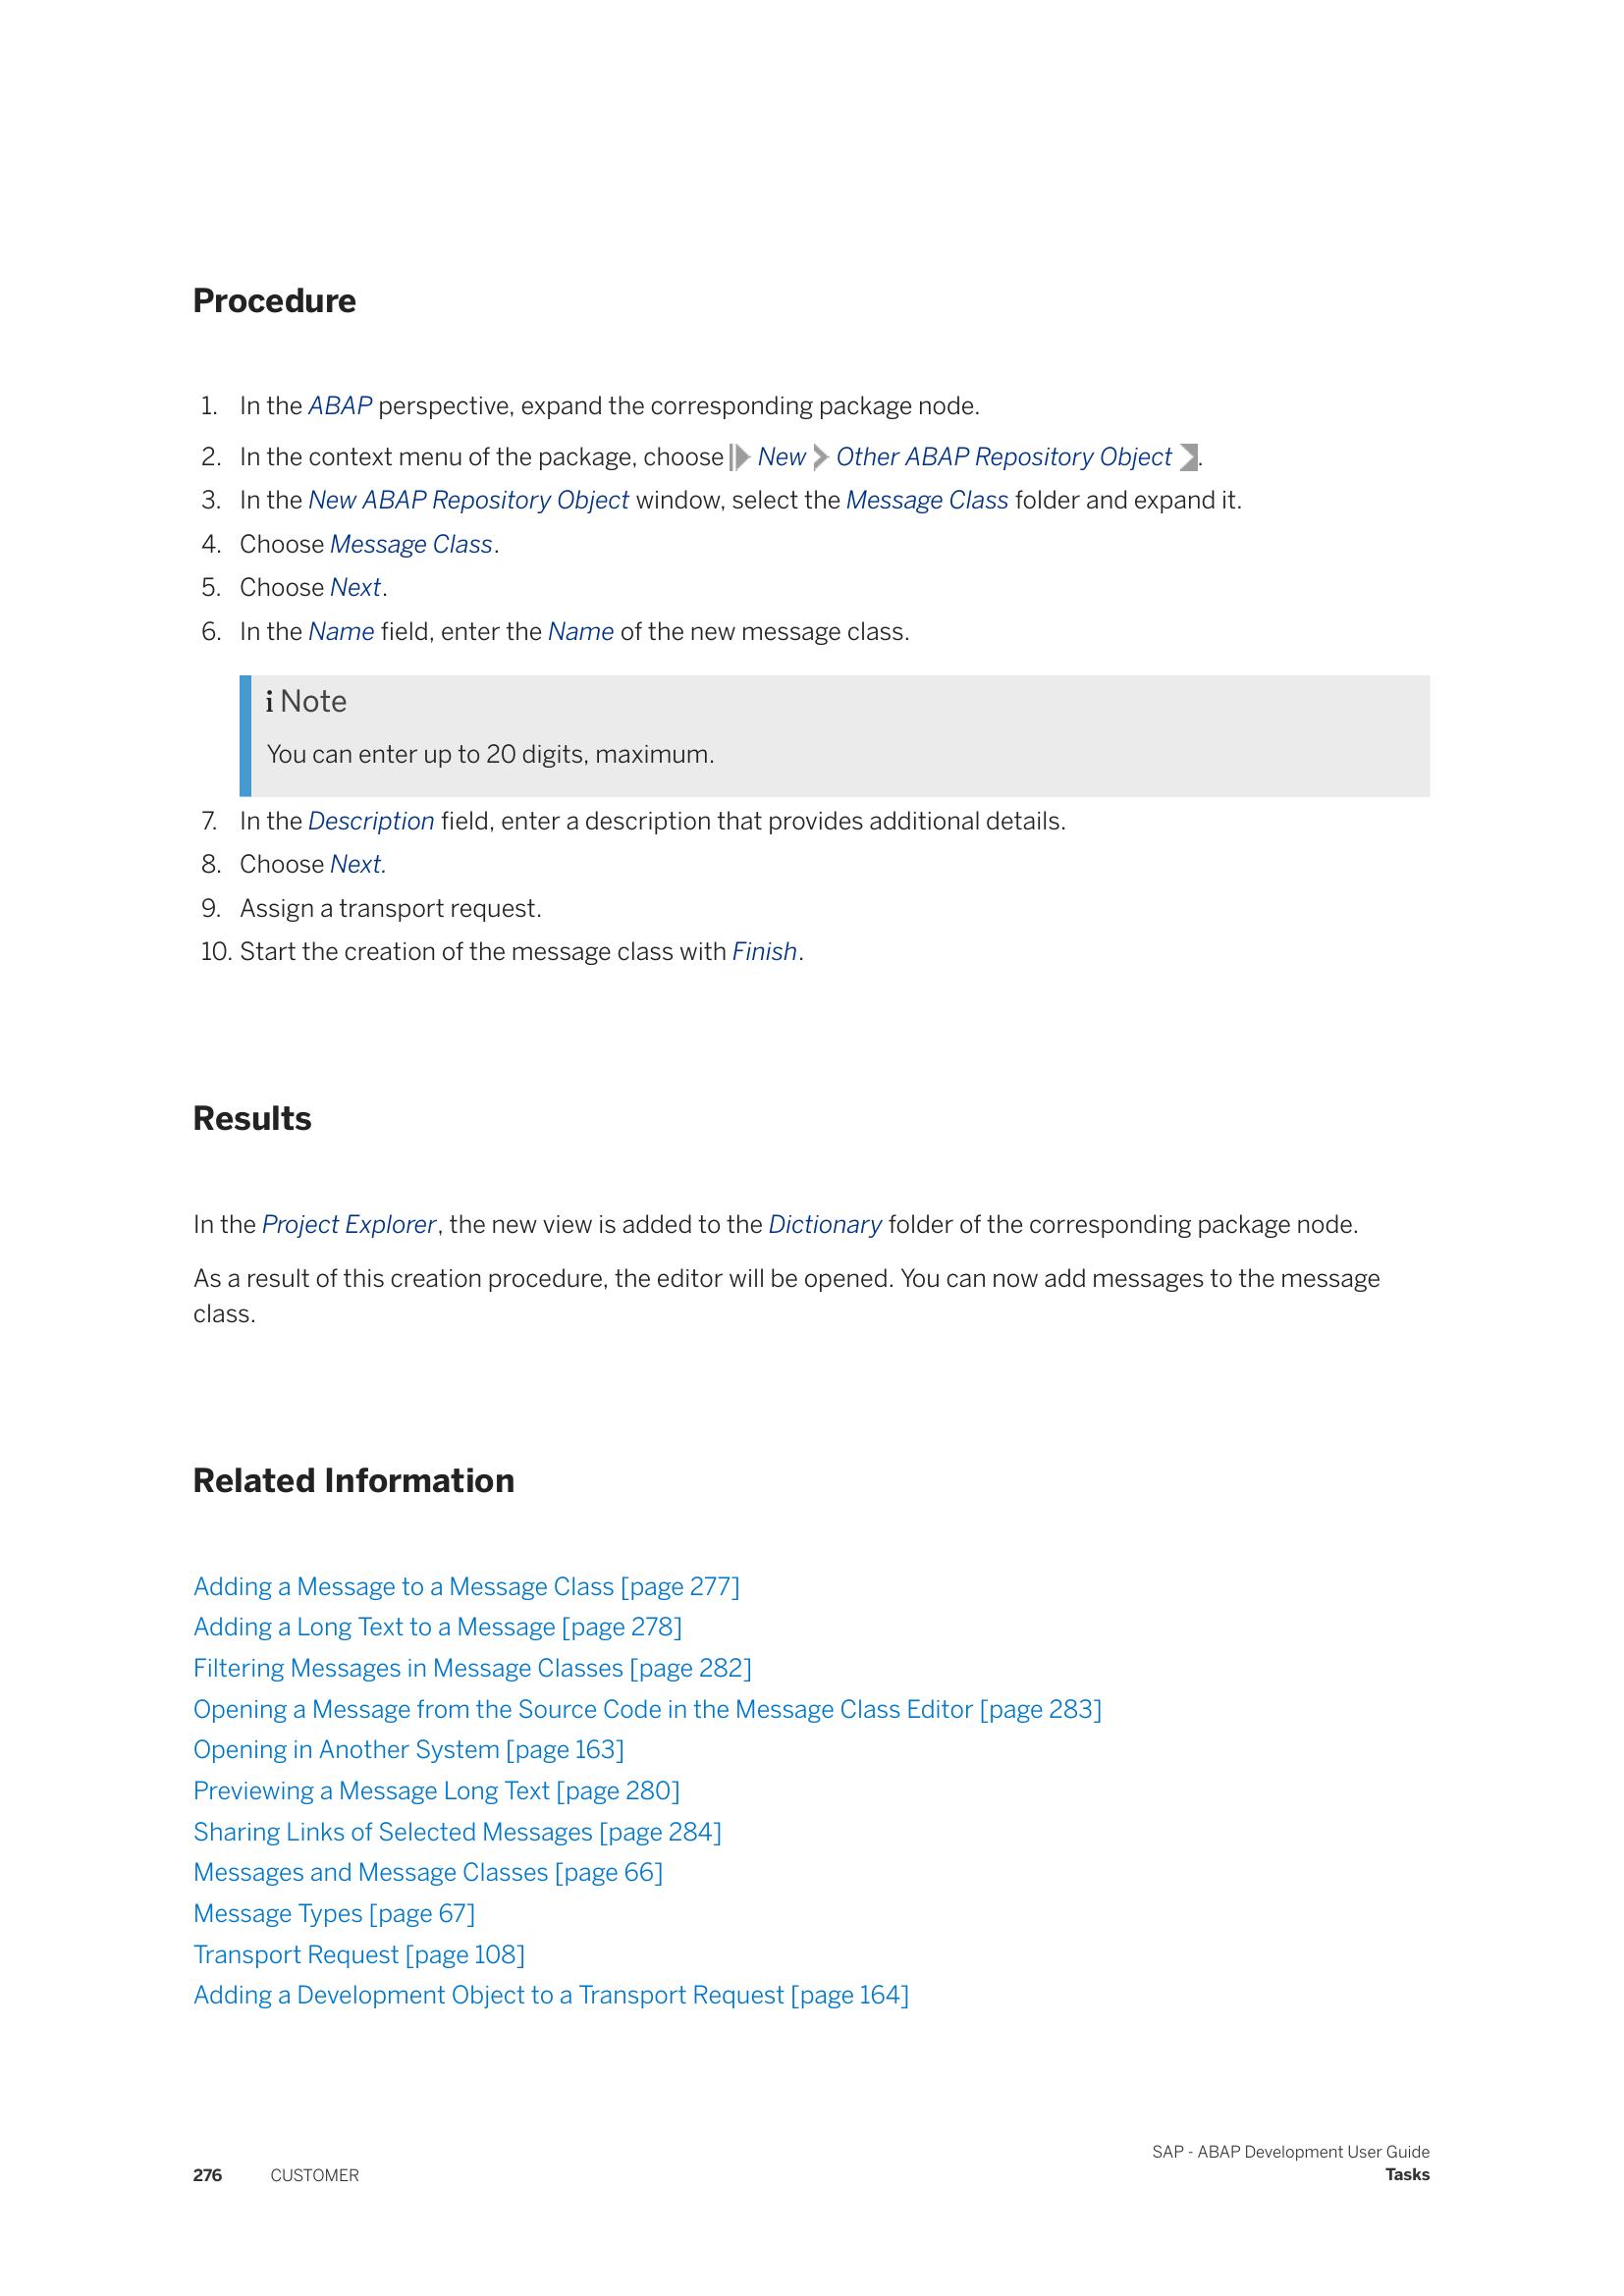 Procedure
1. In the ABAP perspective, expand the corresponding package node.
2. In the context menu of the package, choose New Other ABAP Repository Object .
3. In the New ABAP Repository Object window, select the Message Class folder and expand it.
4. Choose Message Class.
5. Choose Next.
6. In the Name field, enter the Name of the new message class.
i Note
You can enter up to 20 digits, maximum.
7. In the Description field, enter a description that provides additional details.
8. Choose Next.
9. Assign a transport request.
10. Start the creation of the message class with Finish.
Results
In the Project Explorer, the new view is added to the Dictionary folder of the corresponding package node.
As a result of this creation procedure, the editor will be opened. You can now add messages to the message
class.
Related Information
Adding a Message to a Message Class [page 277]
Adding a Long Text to a Message [page 278]
Filtering Messages in Message Classes [page 282]
Opening a Message from the Source Code in the Message Class Editor [page 283]
Opening in Another System [page 163]
Previewing a Message Long Text [page 280]
Sharing Links of Selected Messages [page 284]
Messages and Message Classes [page 66]
Message Types [page 67]
Transport Request [page 108]
Adding a Development Object to a Transport Request [page 164]
276 CUSTOMER
SAP - ABAP Development User Guide
Tasks